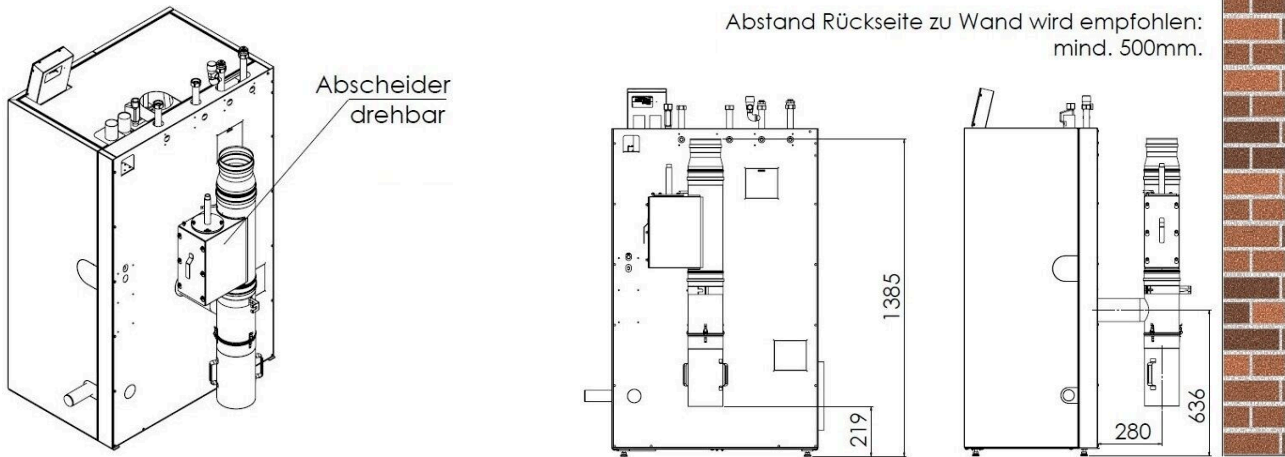 Abstand Rückseite zu Wand wird empfohlen:
mind. 500mm.
Abscheider
drehbar
1385
219
280
636